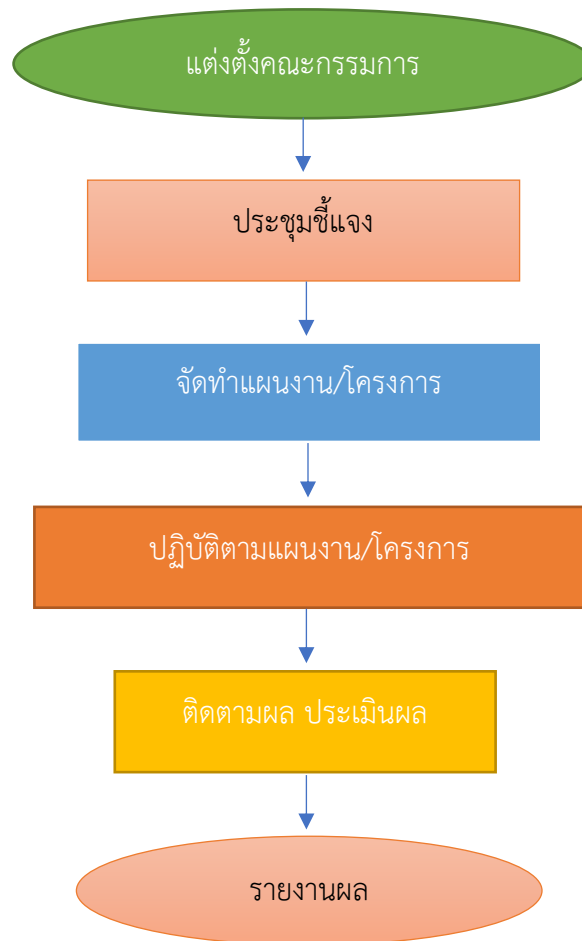 แต่งตั้งคณะกรรมการ
ประชุมชี้แจง
จัดทำแผนงาน/โครงการ
ปฏิบัติตามแผนงาน/โครงการ
ติดตามผล ประเมินผล
รายงานผล